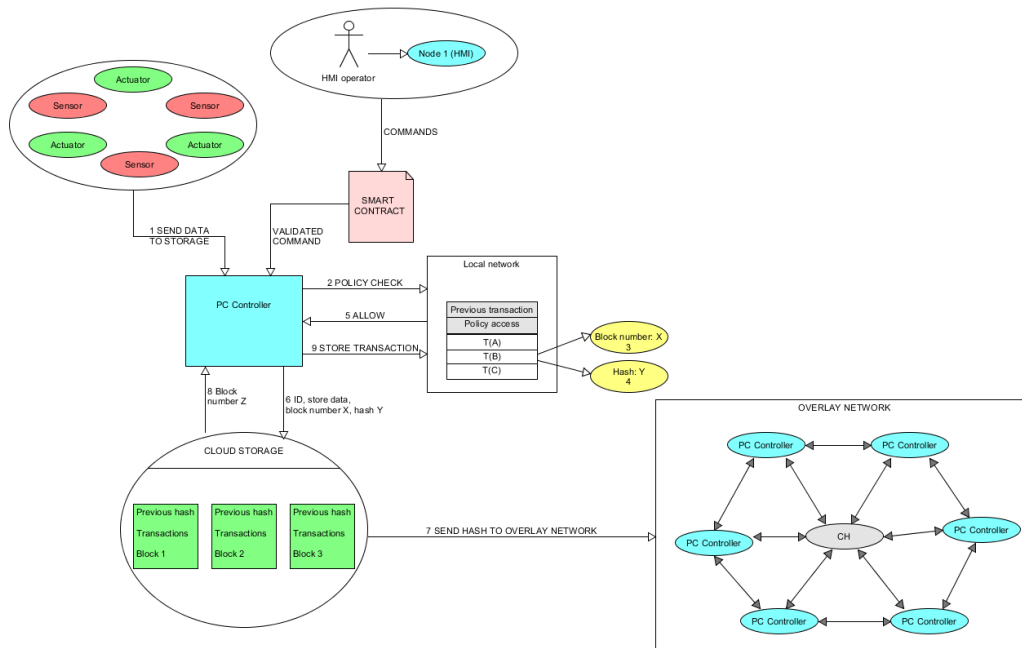 Node 1 (HMI)
HMI operator
Actuator
Sensor
Sensor
Actuator
Actuator
Sensor
COMMANDS
SMART
CONTRACT
1 SEND DATA
TO STORAGE
VALIDATED
COMMAND
PC Controller
2 POLICY CHECK
5 ALLOW
9 STORE TRANSACTION
Local network
Previous transaction
Policy access
T(A)
T(B)
T(C)
Block number: X
3
Hash: Y
4
8 Block
number Z
6 ID, store data,
block number X, hash Y
CLOUD STORAGE
Previous hash
Transactions
Block 1
Previous hash
Transactions
Block 2
Previous hash
Transactions
Block 3
7 SEND HASH TO OVERLAY NETWORK
OVERLAY NETWORK
PC Controller
PC Controller
PC Controller
CH
PC Controller
PC Controller
PC Controller